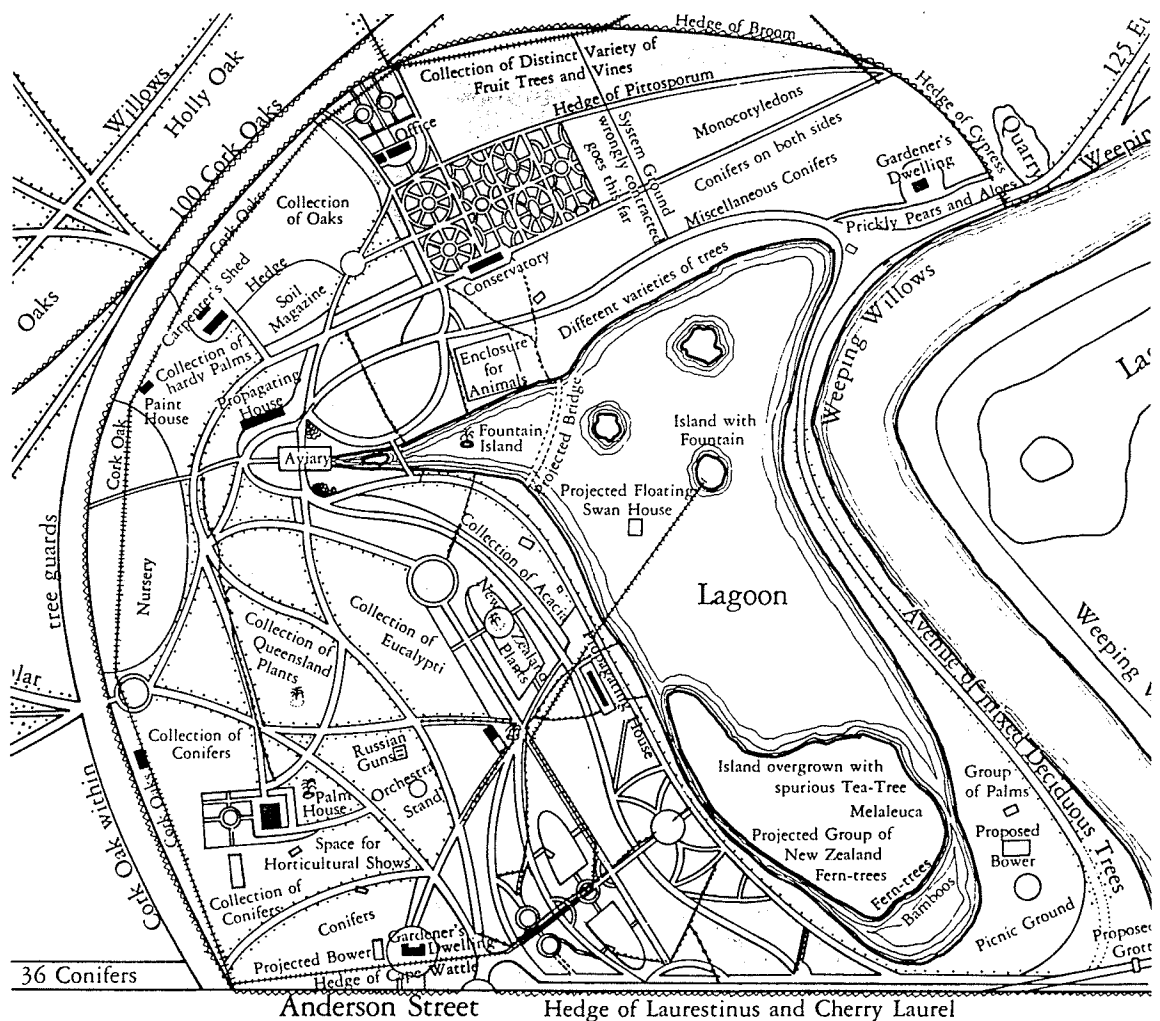 Hedge of Broom
Willows
Holly Oak
100 Cork Oaks
Collection of Distinct Variety of
Fruit Trees and Vines
Hedge of Pittosporum
Office
System Ground
wrongly contracted
goes this far
Monocotyledons
Conifers on both sides
Miscellaneous Conifers
Hedge of Cypress
Quarry
Gardener's
Dwelling
Prickly Pears and Aloes
Weeping
Collection
of Oaks
Cork Oaks
Oaks
Carpenter's Shed
Hedge
Soil
Magazine
Conservatory
Different varieties of trees
Weeping Willows
Collection of
hardy Palms
Paint
House
Propagating
House
Enclosure
for
Animals
Projected Bridge
Fountain
Island
Island with
Fountain
Cork Oak
Aviary
Projected Floating
Swan House
Lagoon
tree guards
Nursery
Collection of Acacia
New Zealand
Plants
Collection of
Eucalypti
Collection of
Queensland
Plants
Propagating House
Avenue of mixed Deciduous Trees
Weeping
Collection of
Conifers
Russian
Guns
Orchestra
Stand
Palm
House
Space for
Horticultural Shows
Cork Oaks
Cork Oak within
Collection of
Conifers
Conifers
Projected Bower
Gardener's
Dwelling
Hedge of Cape Wattle
Island overgrown with
spurious Tea-Tree
Melaleuca
Projected Group of
New Zealand
Fern-trees
Fern-trees
Bamboos
Group
of Palms
Proposed
Bower
Picnic Ground
Proposed
36 Conifers
Anderson Street
Hedge of Laurestinus and Cherry Laurel